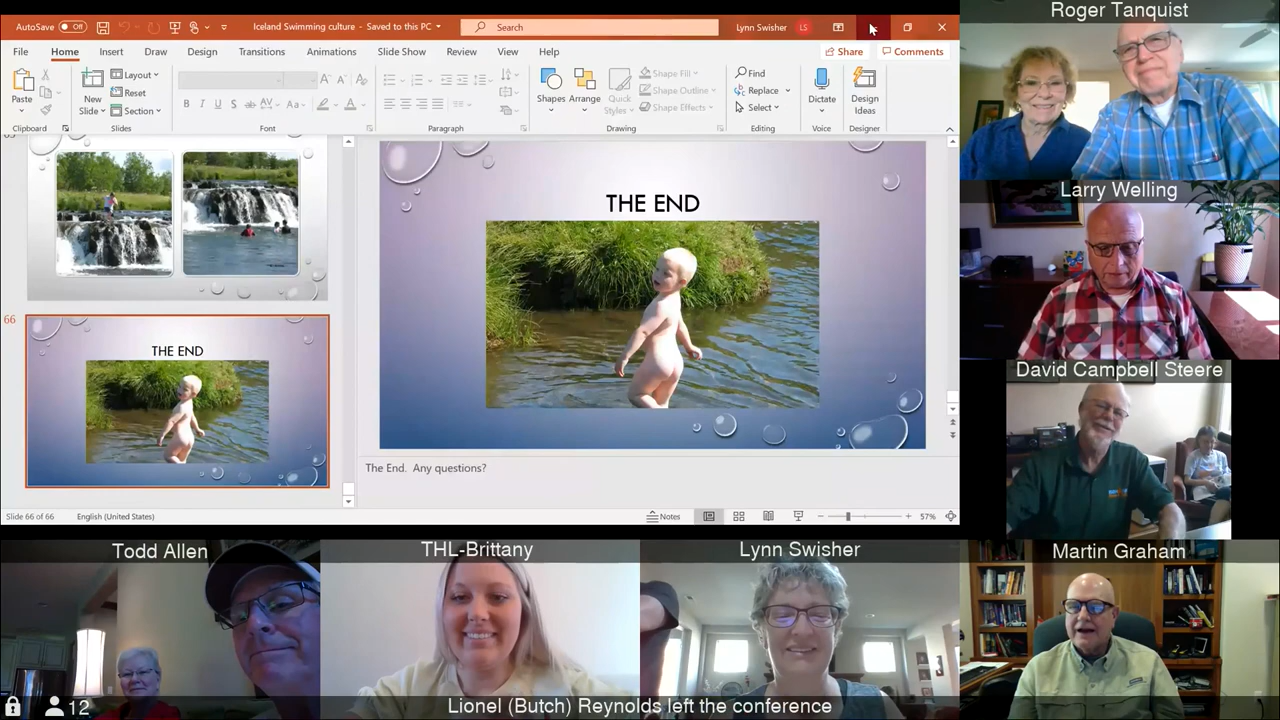 AutoSave Off
Iceland Swimming culture - Saved to this PC
Search
Lynn Swisher LS
File Home Insert Draw Design Transitions Animations Slide Show Review View Help
Share Comments
Paste
Clipboard
New
Slide
Layout
Reset
Section
Slides
B I U S ab AV Aa A
Font
Paragraph
Shapes
Arrange
Quick
Styles
Shape Fill
Shape Outline
Shape Effects
Drawing
Find
Replace
Select
Editing
Dictate
Voice
Design
Ideas
Designer
66
THE END
THE END
The End. Any questions?
Slide 66 of 66 English (United States)
Notes
57%
Roger Tanquist
Larry Welling
David Campbell Steere
Todd Allen
THL-Brittany
Lynn Swisher
Martin Graham
12
Lionel (Butch) Reynolds left the conference